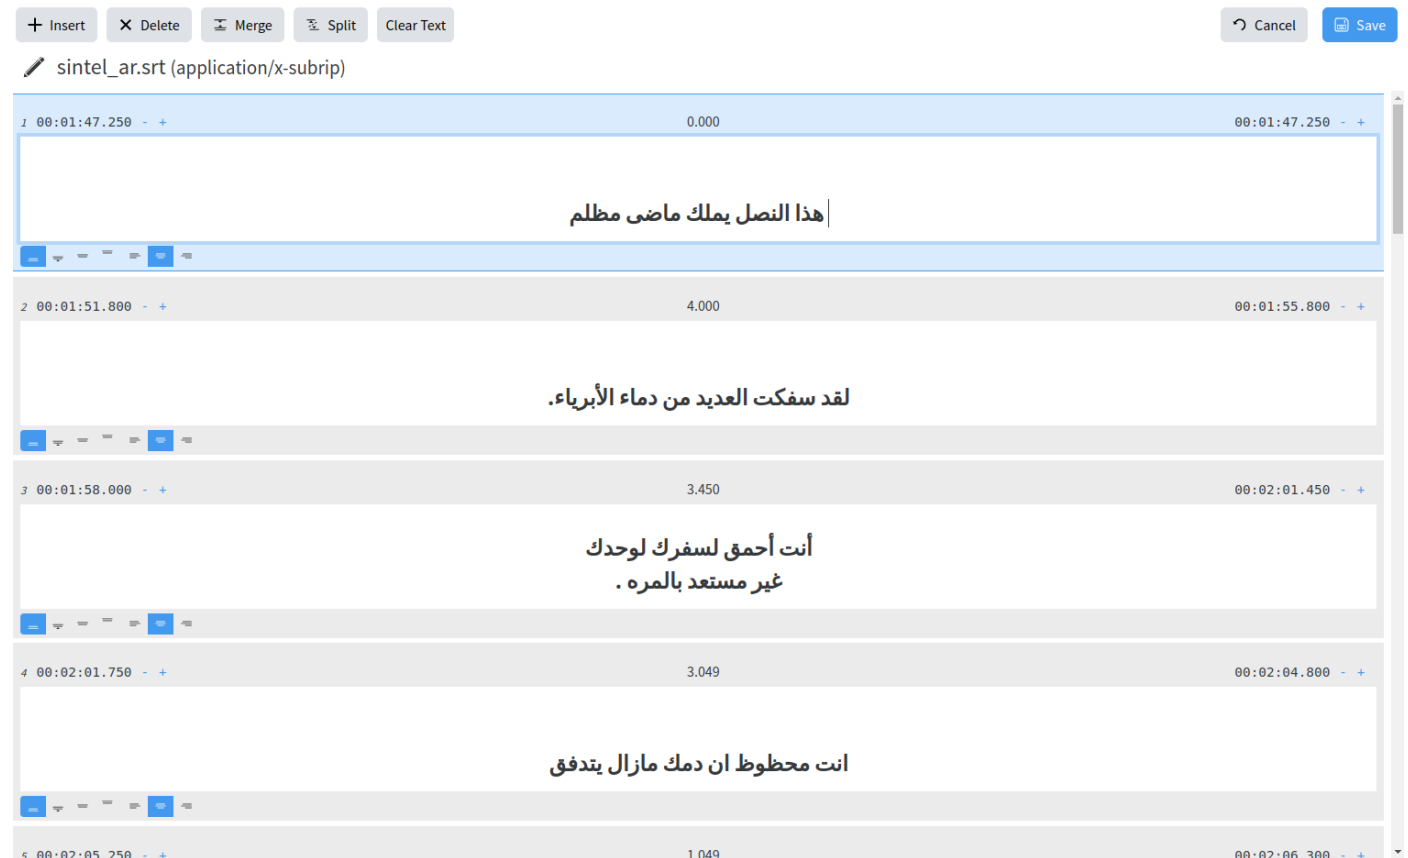 Insert Delete Merge Split Clear Text Cancel Save
sintel_ar.srt (application/x-subrip)
1 00:01:47.250 - + 0.000 00:01:47.250 - +
هذا النصل يملك ماضى مظلم
2 00:01:51.800 - + 4.000 00:01:55.800 - +
لقد سفكت العديد من دماء الأبرياء.
3 00:01:58.000 - + 3.450 00:02:01.450 - +
أنت أحمق لسفرك لوحدك
غير مستعد بالمره .
4 00:02:01.750 - + 3.049 00:02:04.800 - +
انت محظوظ ان دمك مازال يتدفق
5 00:02:05.250 - + 1.049 00:02:06.300 - +